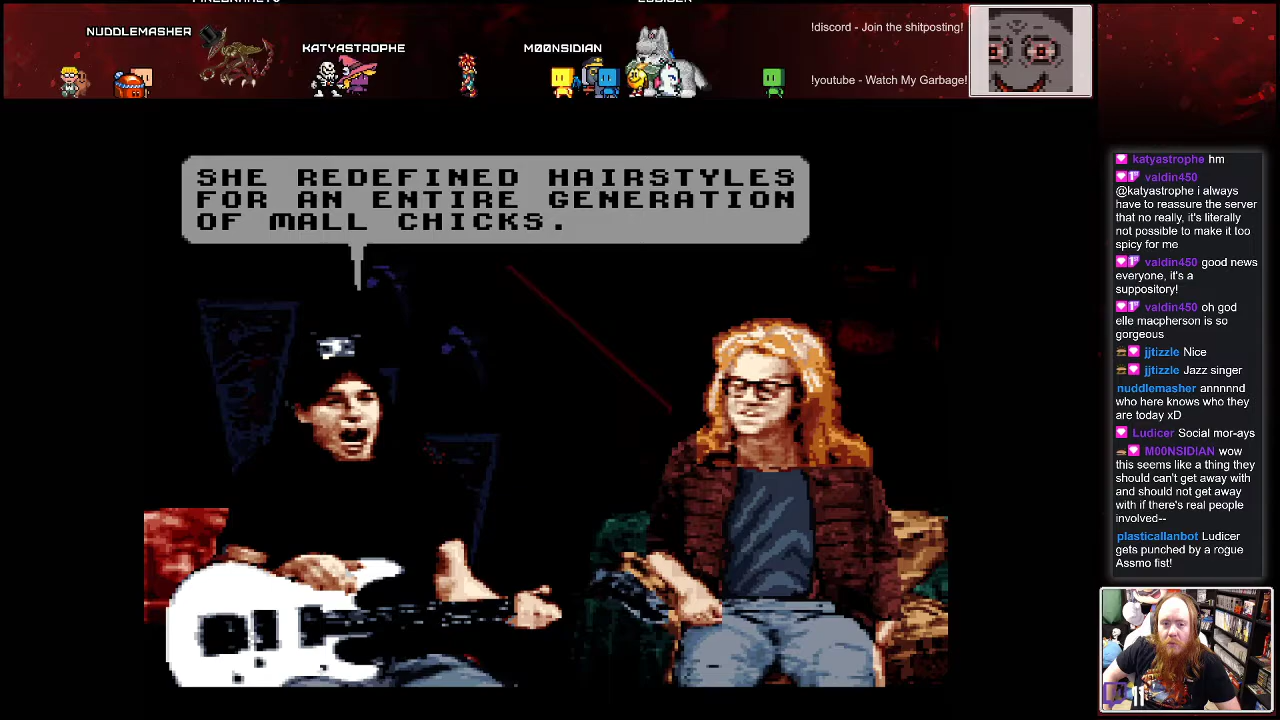 NUDDLEMASHER
KATYASTROPHE
M00NSIDIAN
!discord - Join the shitposting!
!youtube - Watch My Garbage!
SHE REDEFINED HAIRSTYLES
FOR AN ENTIRE GENERATION
OF MALL CHICKS.
katyastrophe hm
valdin450
@katyastrophe i always
have to reassure the server
that no really, it's literally
not possible to make it too
spicy for me
valdin450 good news
everyone, it's a
suppository!
valdin450 oh god
elle macpherson is so
gorgeous
jjtizzle Nice
jjtizzle Jazz singer
nuddlemasher annnnd
who here knows who they
are today xD
Ludicer Social mor-ays
M00NSIDIAN wow
this seems like a thing they
should can't get away with
and should not get away
with if there's real people
involved--
plasticallanbot Ludicer
gets punched by a rogue
Assmo fist!